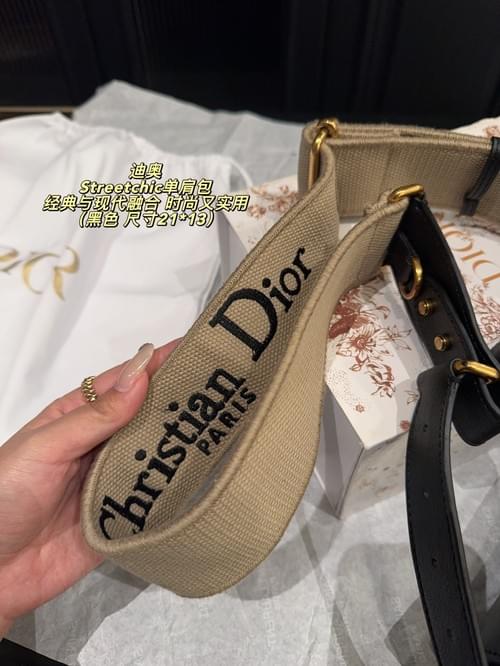 迪奥
Streetchic单肩包
经典与现代融合 时尚又实用
(黑色 尺寸21*13)
Christian Dior
PARIS
DIOR